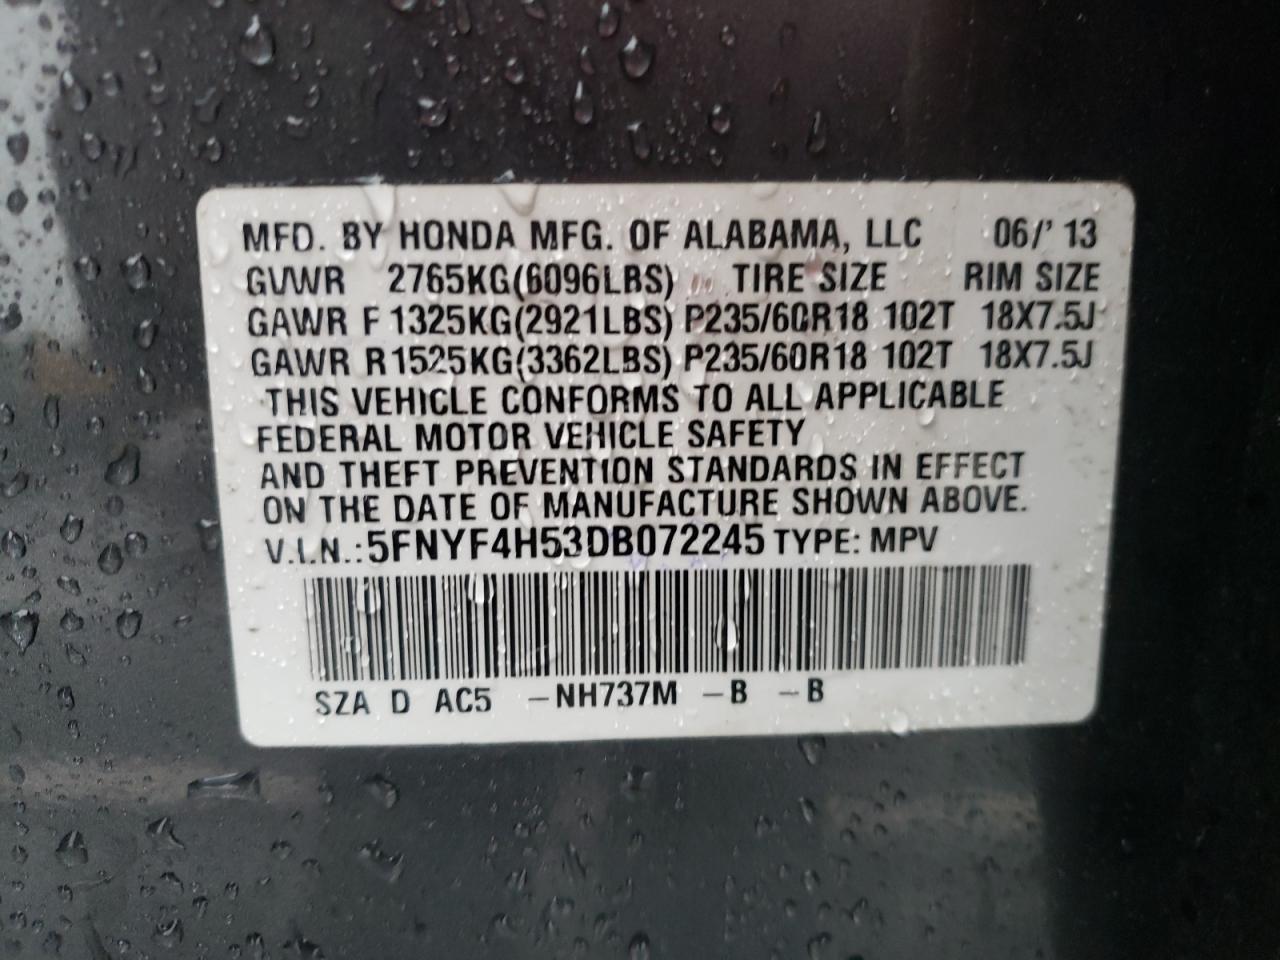 MFD. BY HONDA MFG. OF ALABAMA, LLC 06/'13
GVWR 2765KG(6096LBS) TIRE SIZE RIM SIZE
GAWR F 1325KG(2921LBS) P235/60R18 102T 18X7.5J
GAWR R 1525KG(3362LBS) P235/60R18 102T 18X7.5J
THIS VEHICLE CONFORMS TO ALL APPLICABLE
FEDERAL MOTOR VEHICLE SAFETY
AND THEFT PREVENTION STANDARDS IN EFFECT
ON THE DATE OF MANUFACTURE SHOWN ABOVE.
V.I.N.:5FNYF4H53DB072245 TYPE: MPV
SZA D AC5 -NH737M -B -B